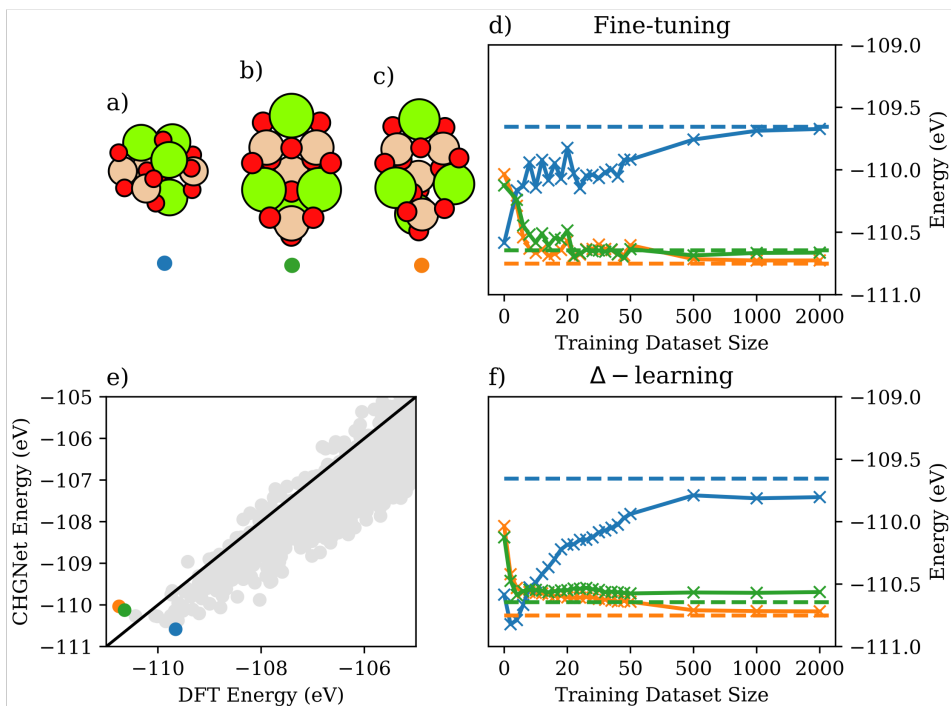 a)
b)
c)
d)
Fine-tuning
−109.0
−109.5
−110.0
−110.5
−111.0
Energy (eV)
0
20
50
500
1000
2000
Training Dataset Size
e)
−105
−106
−107
−108
−109
−110
−111
CHGNet Energy (eV)
−110
−108
−106
DFT Energy (eV)
f)
Δ − learning
−109.0
−109.5
−110.0
−110.5
−111.0
Energy (eV)
0
20
50
500
1000
2000
Training Dataset Size